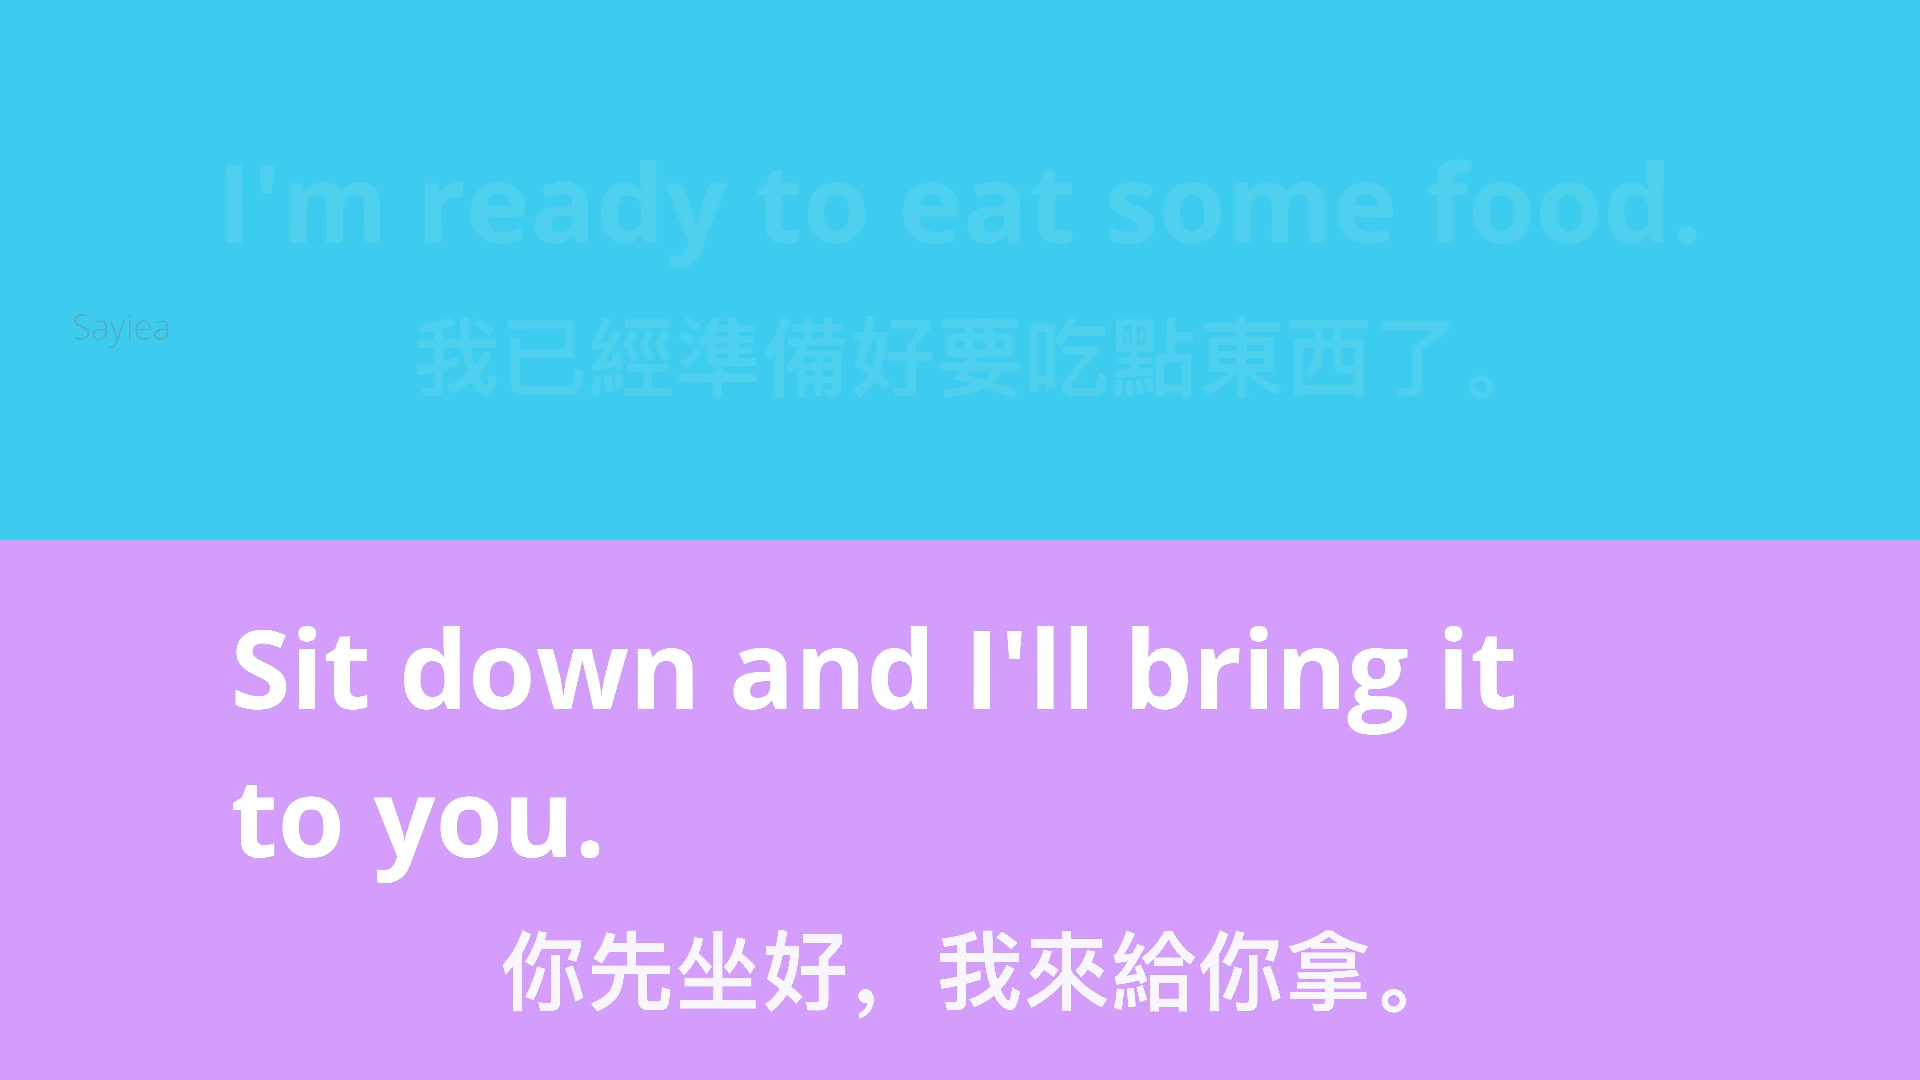 I'm ready to eat some food.
Sayiea
我已經準備好要吃點東西了。
Sit down and I'll bring it
to you.
你先坐好，我來給你拿。